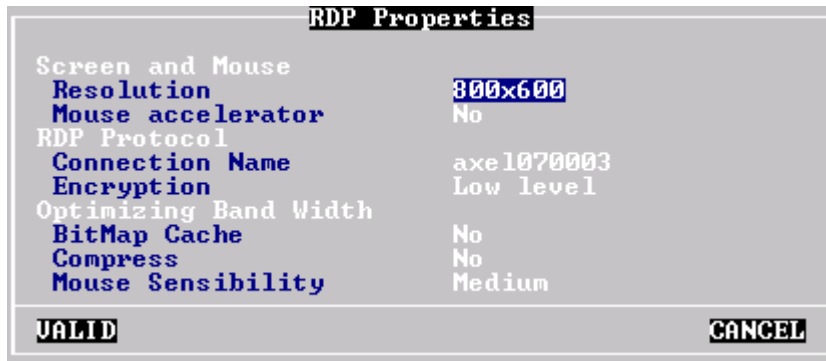 RDP Properties
Screen and Mouse
Resolution 800x600
Mouse accelerator No
RDP Protocol
Connection Name axel070003
Encryption Low level
Optimizing Band Width
BitMap Cache No
Compress No
Mouse Sensibility Medium
VALID CANCEL